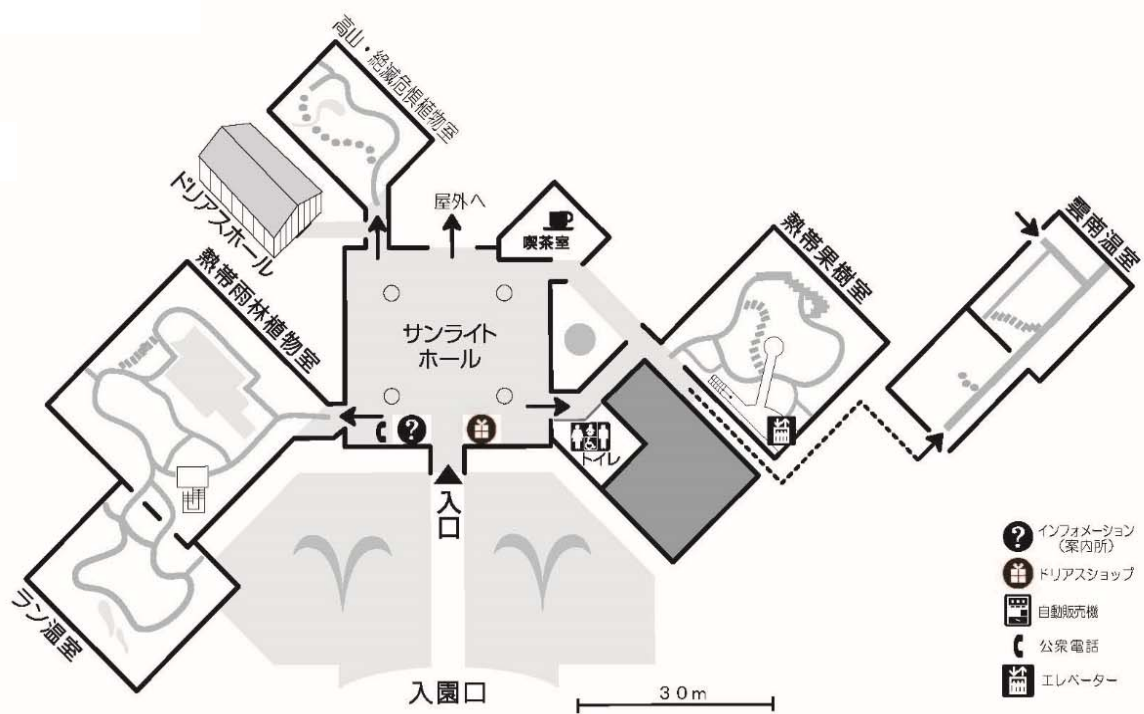 高山・絶滅危惧植物室
ドリアスホール
屋外へ
喫茶室
熱帯雨林植物室
サンライト
ホール
熱帯果樹室
雲南温室
?
トイレ
入口
ラン温室
入園口
30m
? インフォメーション
(案内所)
ドリアスショップ
自動販売機
公衆電話
エレベーター